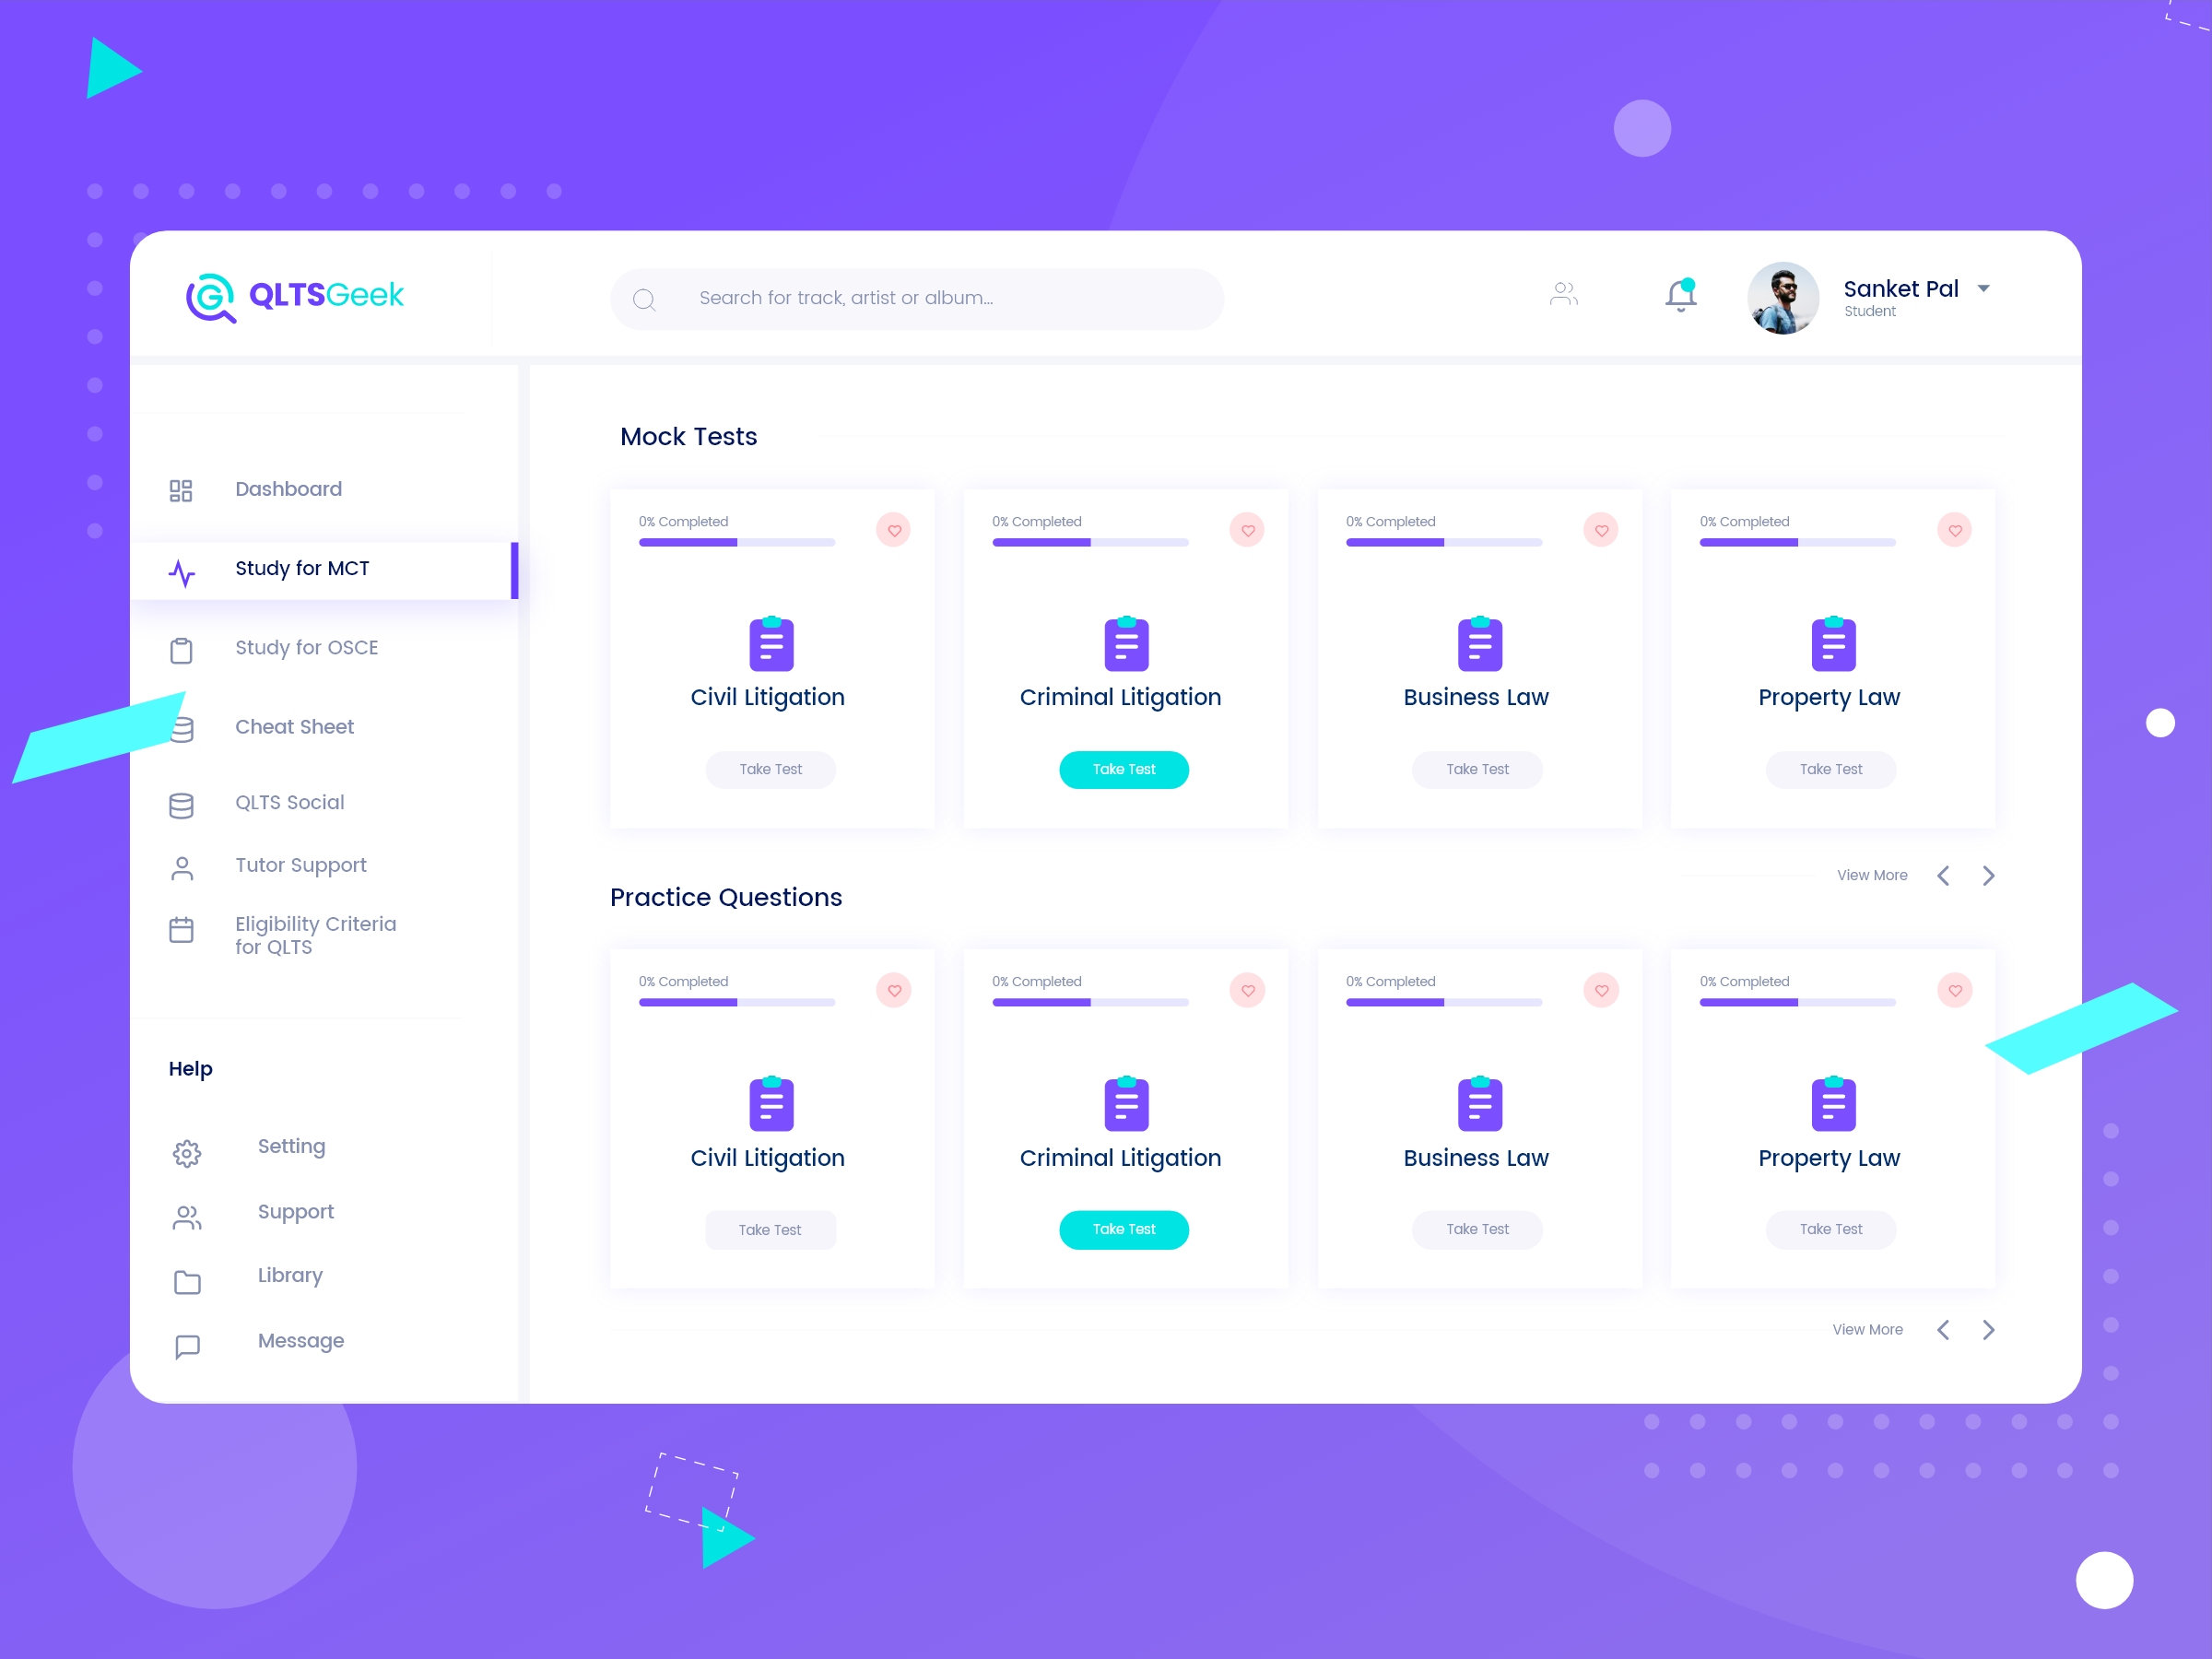 QLTSGeek
Search for track, artist or album...
Sanket Pal
Student
Dashboard
Study for MCT
Study for OSCE
Cheat Sheet
QLTS Social
Tutor Support
Eligibility Criteria
for QLTS
Help
Setting
Support
Library
Message
Mock Tests
0% Completed
Civil Litigation
Take Test
0% Completed
Criminal Litigation
Take Test
0% Completed
Business Law
Take Test
0% Completed
Property Law
Take Test
View More
Practice Questions
0% Completed
Civil Litigation
Take Test
0% Completed
Criminal Litigation
Take Test
0% Completed
Business Law
Take Test
0% Completed
Property Law
Take Test
View More